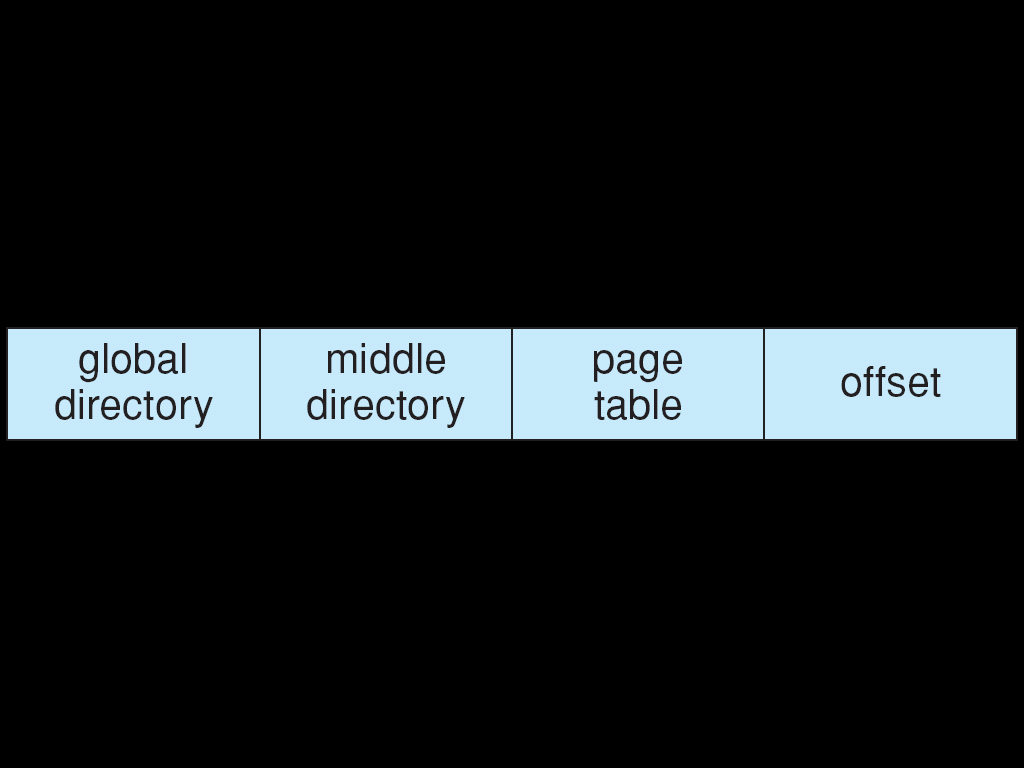 global
directory
middle
directory
page
table
offset